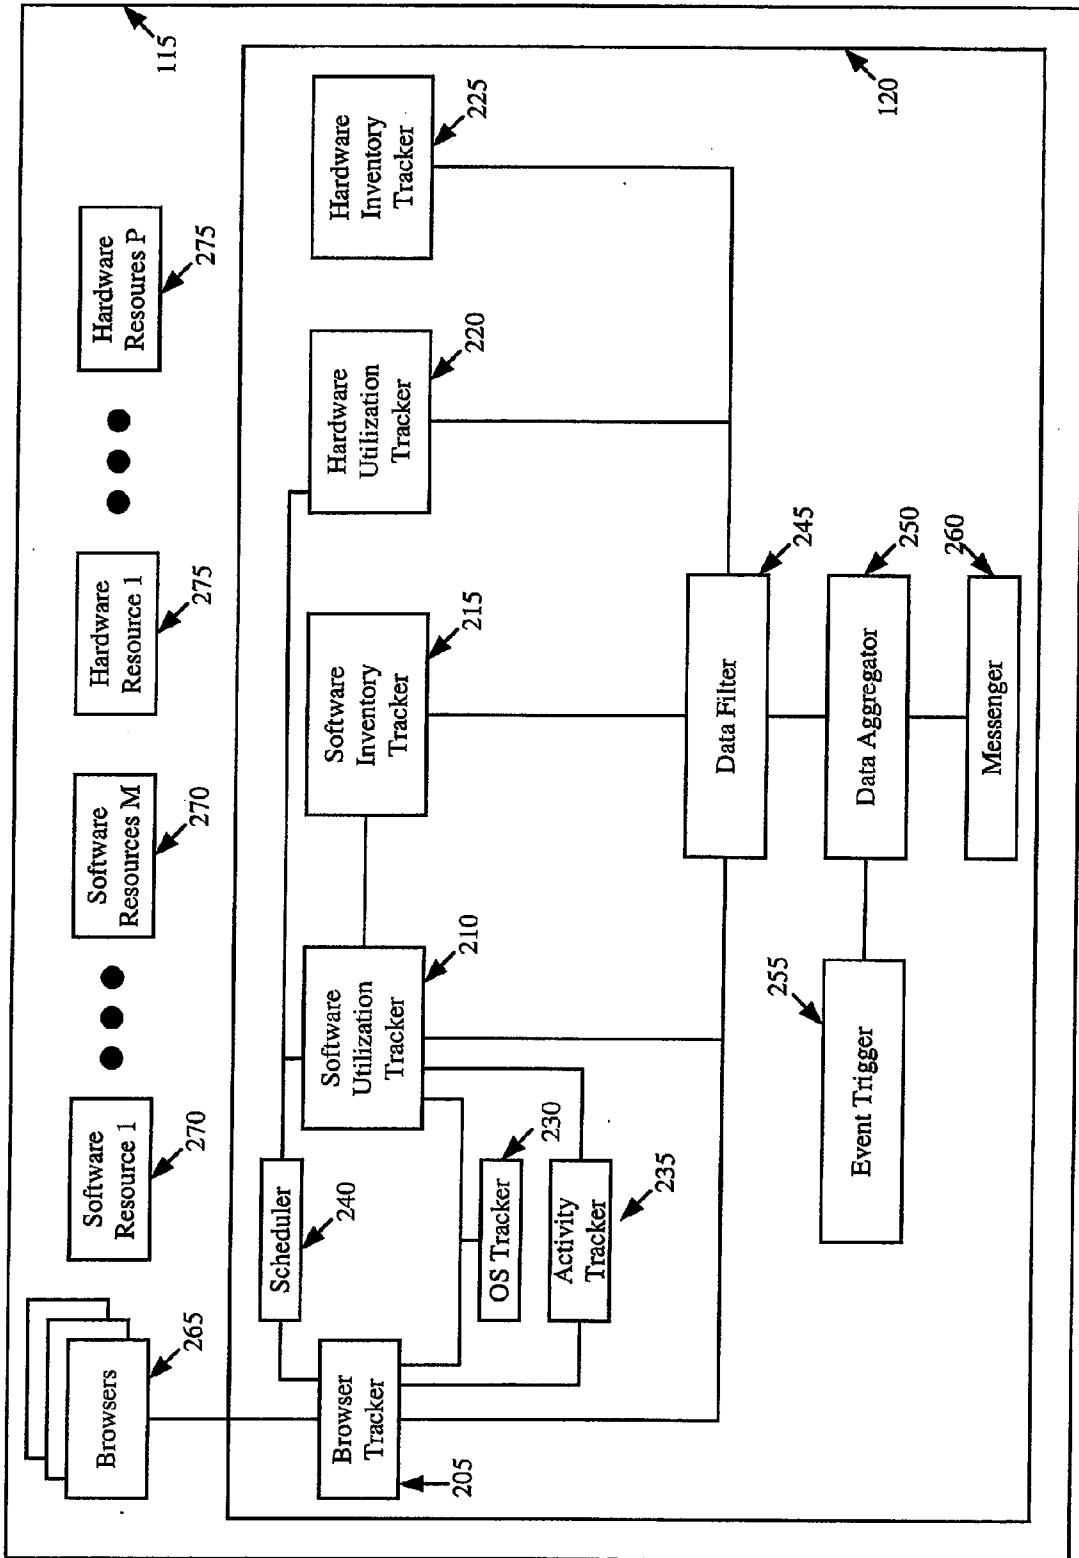 115
Browsers
265
Software
Resource 1
270
Software
Resources M
270
Hardware
Resource 1
275
Hardware
Resoures P
275
120
Scheduler
240
Browser
Tracker
205
Software
Utilization
Tracker
210
Software
Inventory
Tracker
215
Hardware
Utilization
Tracker
220
Hardware
Inventory
Tracker
225
OS Tracker
230
Activity
Tracker
235
Data Filter
245
Event Trigger
255
Data Aggregator
250
Messenger
260